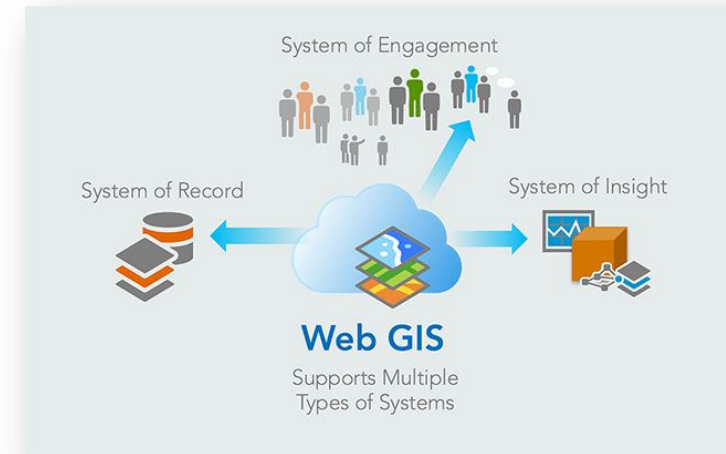 System of Engagement
System of Record
System of Insight
Web GIS
Supports Multiple
Types of Systems